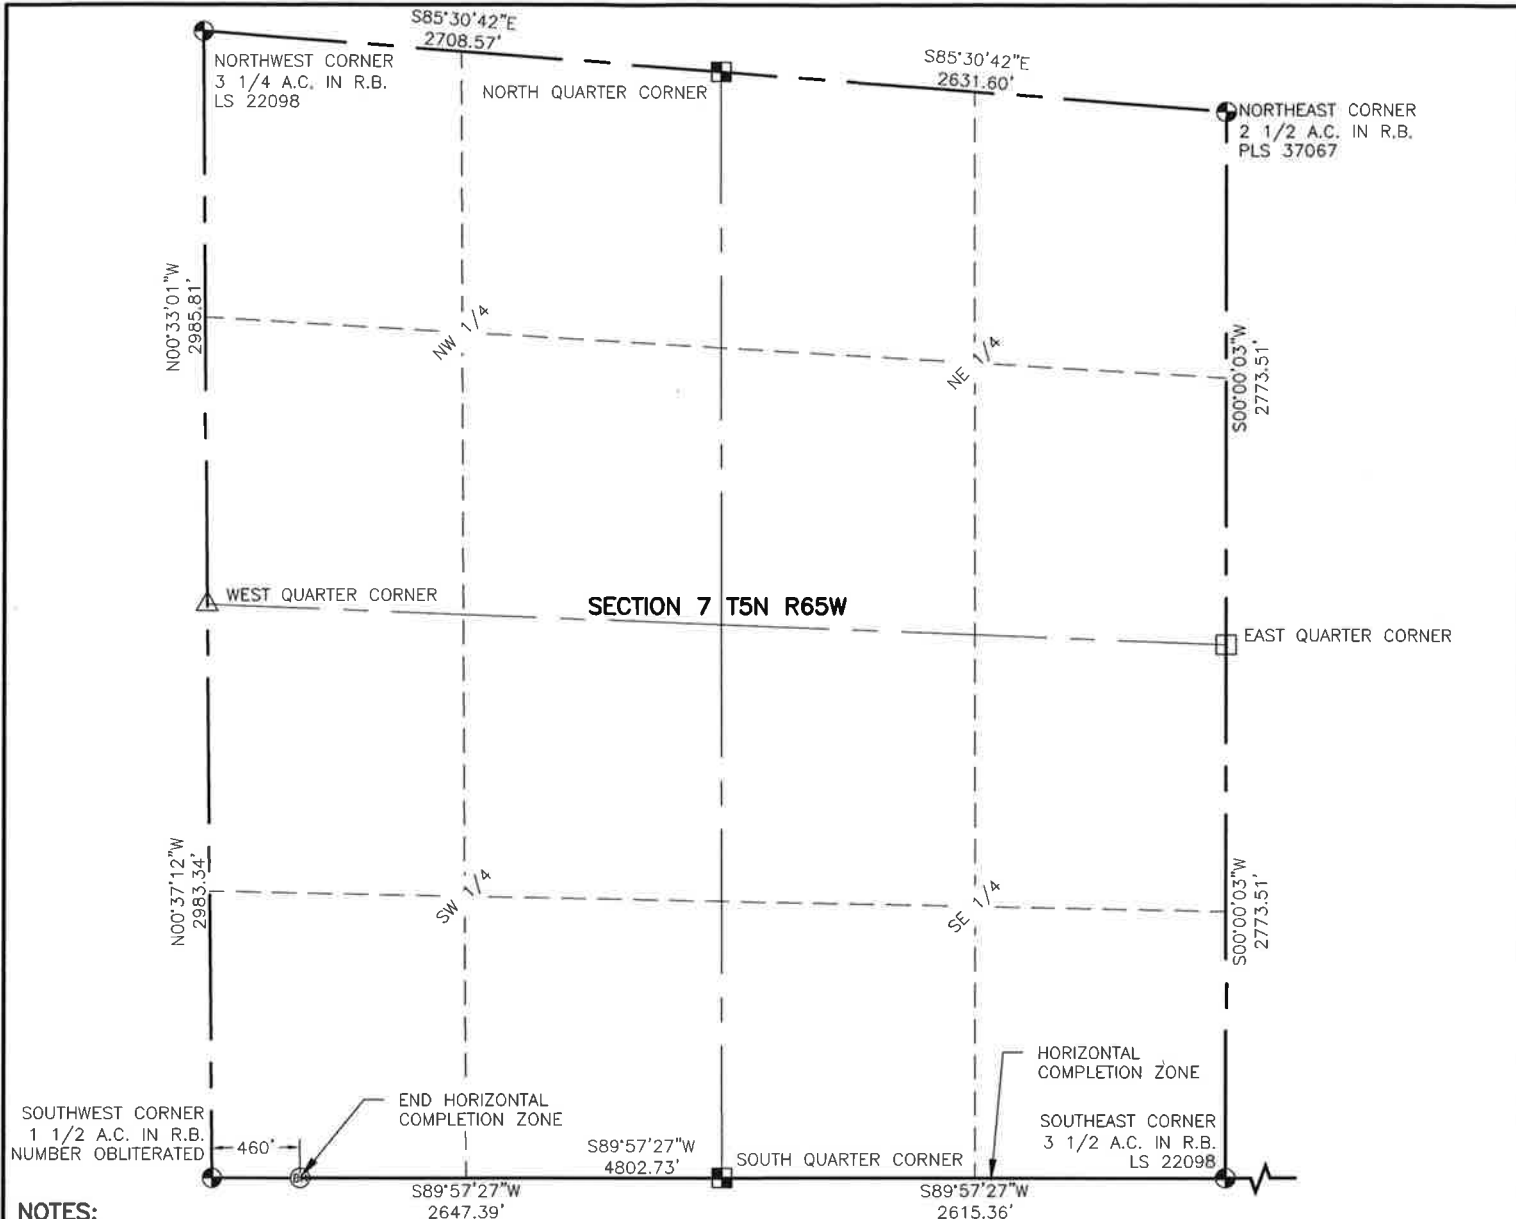 S85°30'42"E
2708.57'
NORTHWEST CORNER
3 1/4 A.C. IN R.B.
LS 22098
NORTH QUARTER CORNER
S85°30'42"E
2631.60'
NORTHEAST CORNER
2 1/2 A.C. IN R.B.
PLS 37067
N00°33'01"W
2985.81'
NW 1/4
NE 1/4
S00°00'03"W
2773.51'
WEST QUARTER CORNER
SECTION 7 T5N R65W
EAST QUARTER CORNER
N00°37'12"W
2983.34'
SW 1/4
SE 1/4
S00°00'03"W
2773.51'
HORIZONTAL
COMPLETION ZONE
END HORIZONTAL
COMPLETION ZONE
SOUTHWEST CORNER
1 1/2 A.C. IN R.B.
NUMBER OBLITERATED
460'
S89°57'27"W
4802.73'
SOUTH QUARTER CORNER
SOUTHEAST CORNER
3 1/2 A.C. IN R.B.
LS 22098
S89°57'27"W
2647.39'
S89°57'27"W
2615.36'
NOTES: